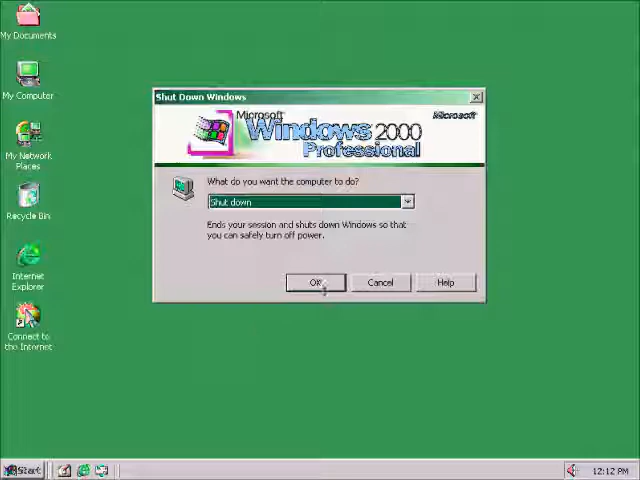 My Documents
My Computer
My Network
Places
Recycle Bin
Internet
Explorer
Connect to
the Internet
Shut Down Windows
Microsoft
Microsoft
Windows 2000
Professional
What do you want the computer to do?
Shut down
Ends your session and shuts down Windows so that
you can safely turn off power.
OK
Cancel
Help
Start
12:12 PM